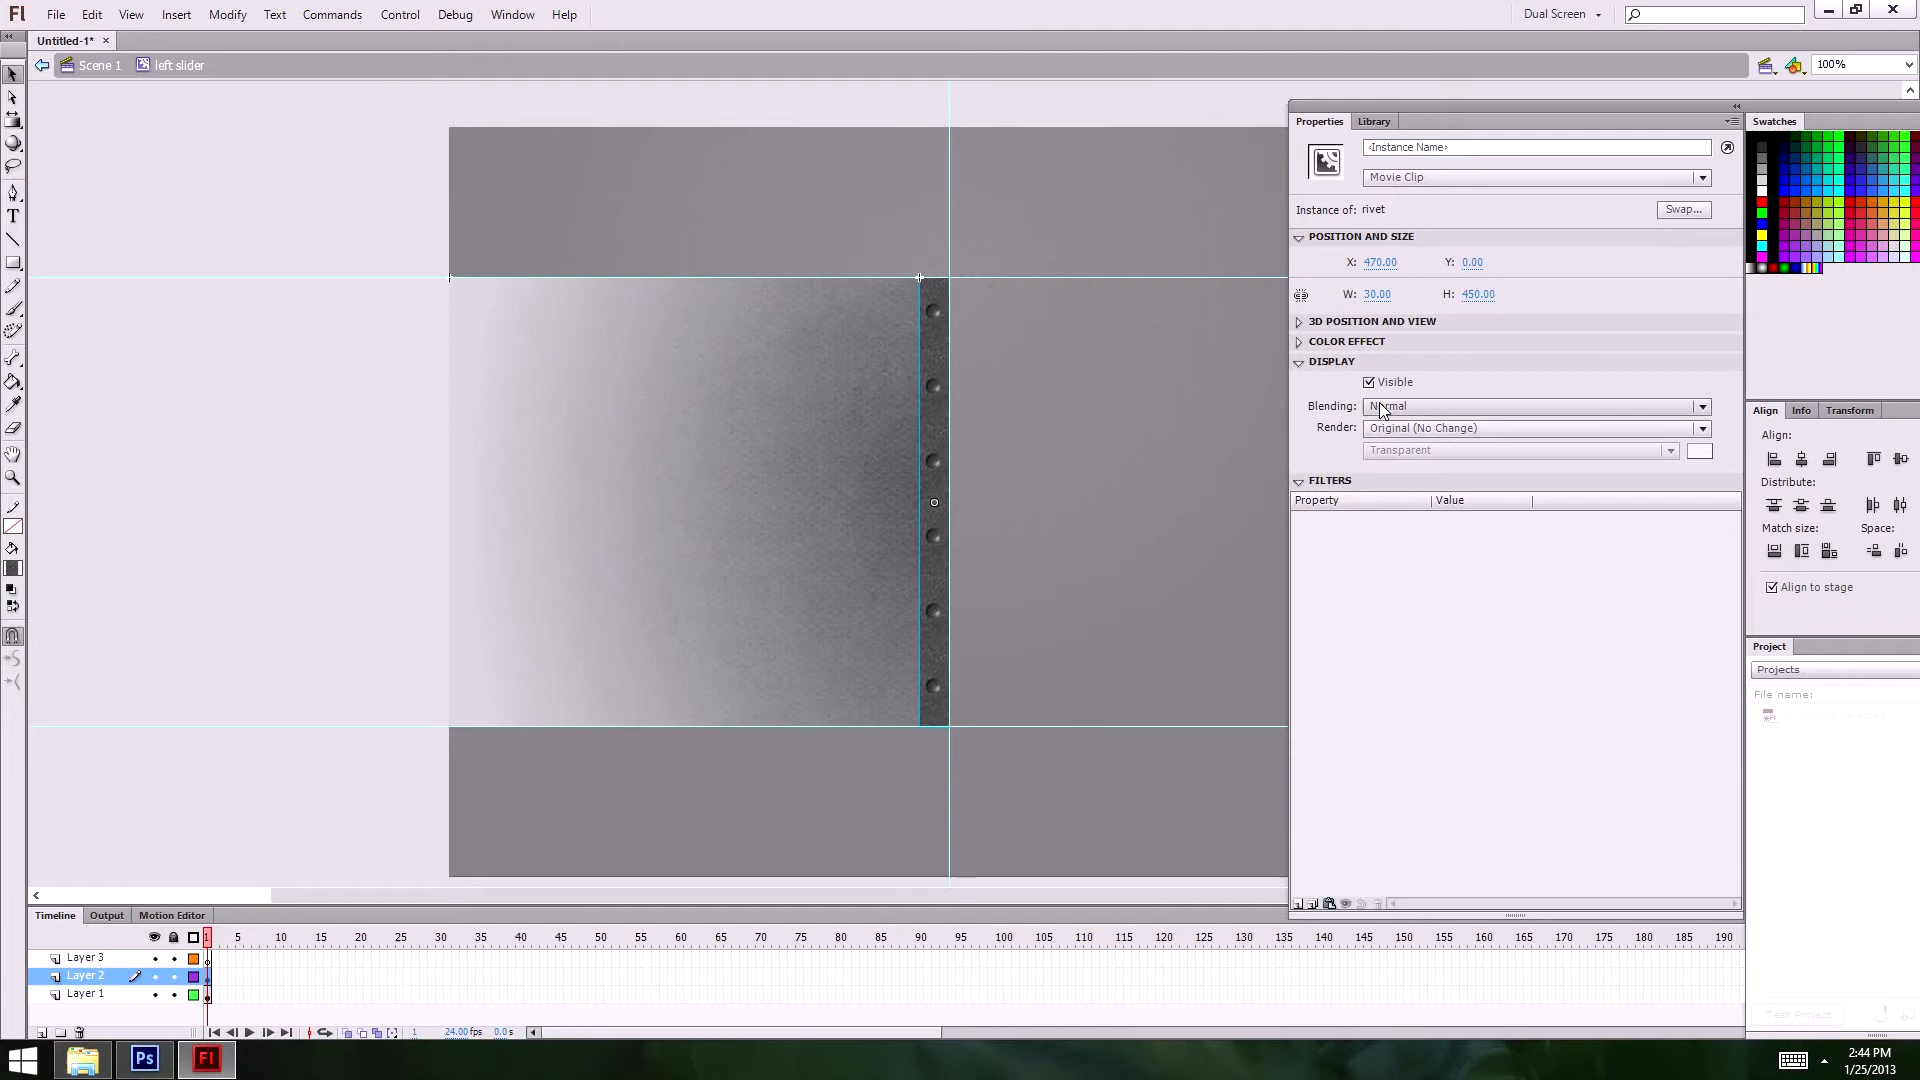 Fl File Edit View Insert Modify Text Commands Control Debug Window Help Dual Screen
Untitled-1* ×
Scene 1 left slider 100%
Properties Library Swatches
<Instance Name>
Movie Clip
Instance of: rivet Swap...
POSITION AND SIZE
X: 470.00 Y: 0.00
W: 30.00 H: 450.00
3D POSITION AND VIEW
COLOR EFFECT
DISPLAY
Visible
Blending: Normal
Render: Original (No Change)
Transparent
FILTERS
Property Value
Align Info Transform
Align:
Distribute:
Match size: Space:
Align to stage
Project
Projects
File name:
Test Project
Timeline Output Motion Editor
1 5 10 15 20 25 30 35 40 45 50 55 60 65 70 75 80 85 90 95 100 105 110 115 120 125 130 135 140 145 150 155 160 165 170 175 180 185 190
Layer 3
Layer 2
Layer 1
1 24.00 fps 0.0 s
Ps Fl
2:44 PM
1/25/2013